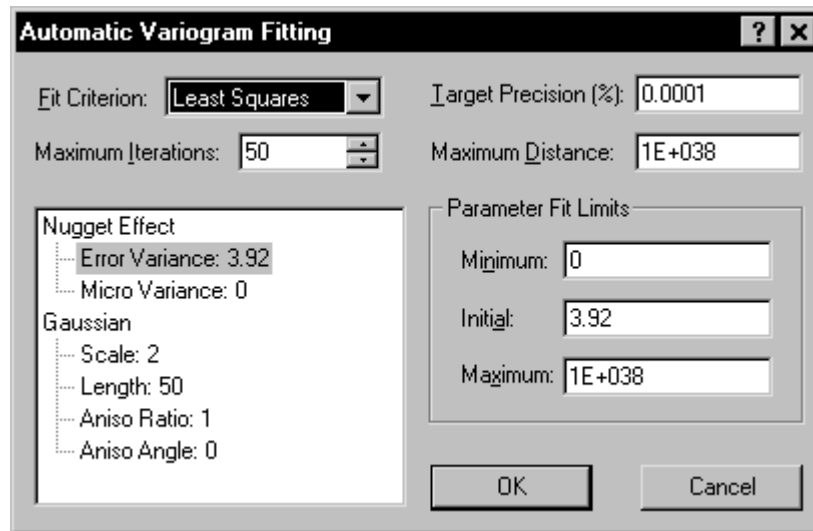 Automatic Variogram Fitting
Fit Criterion: Least Squares
Target Precision (%): 0.0001
Maximum Iterations: 50
Maximum Distance: 1E+038
Nugget Effect
Error Variance: 3.92
Micro Variance: 0
Gaussian
Scale: 2
Length: 50
Aniso Ratio: 1
Aniso Angle: 0
Parameter Fit Limits
Minimum: 0
Initial: 3.92
Maximum: 1E+038
OK
Cancel